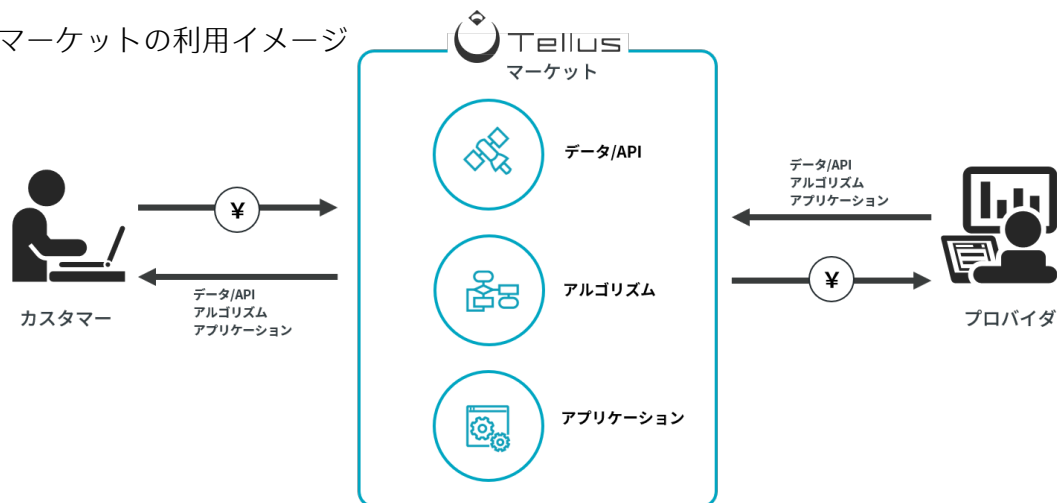 マーケットの利用イメージ
Tellus
マーケット
データ/API
アルゴリズム
アプリケーション
¥
データ/API
アルゴリズム
アプリケーション
カスタマー
データ/API
アルゴリズム
アプリケーション
¥
プロバイダ